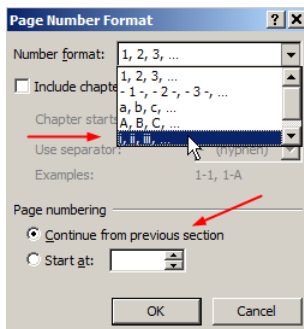 Page Number Format
Number format: 1, 2, 3, ...
1, 2, 3, ...
- 1 -, - 2 -, - 3 -, ...
a, b, c, ...
A, B, C, ...
i, ii, iii, ...
Include chapte
Chapter starts
Use separator: (hyphen)
Examples: 1-1, 1-A
Page numbering
Continue from previous section
Start at:
OK Cancel